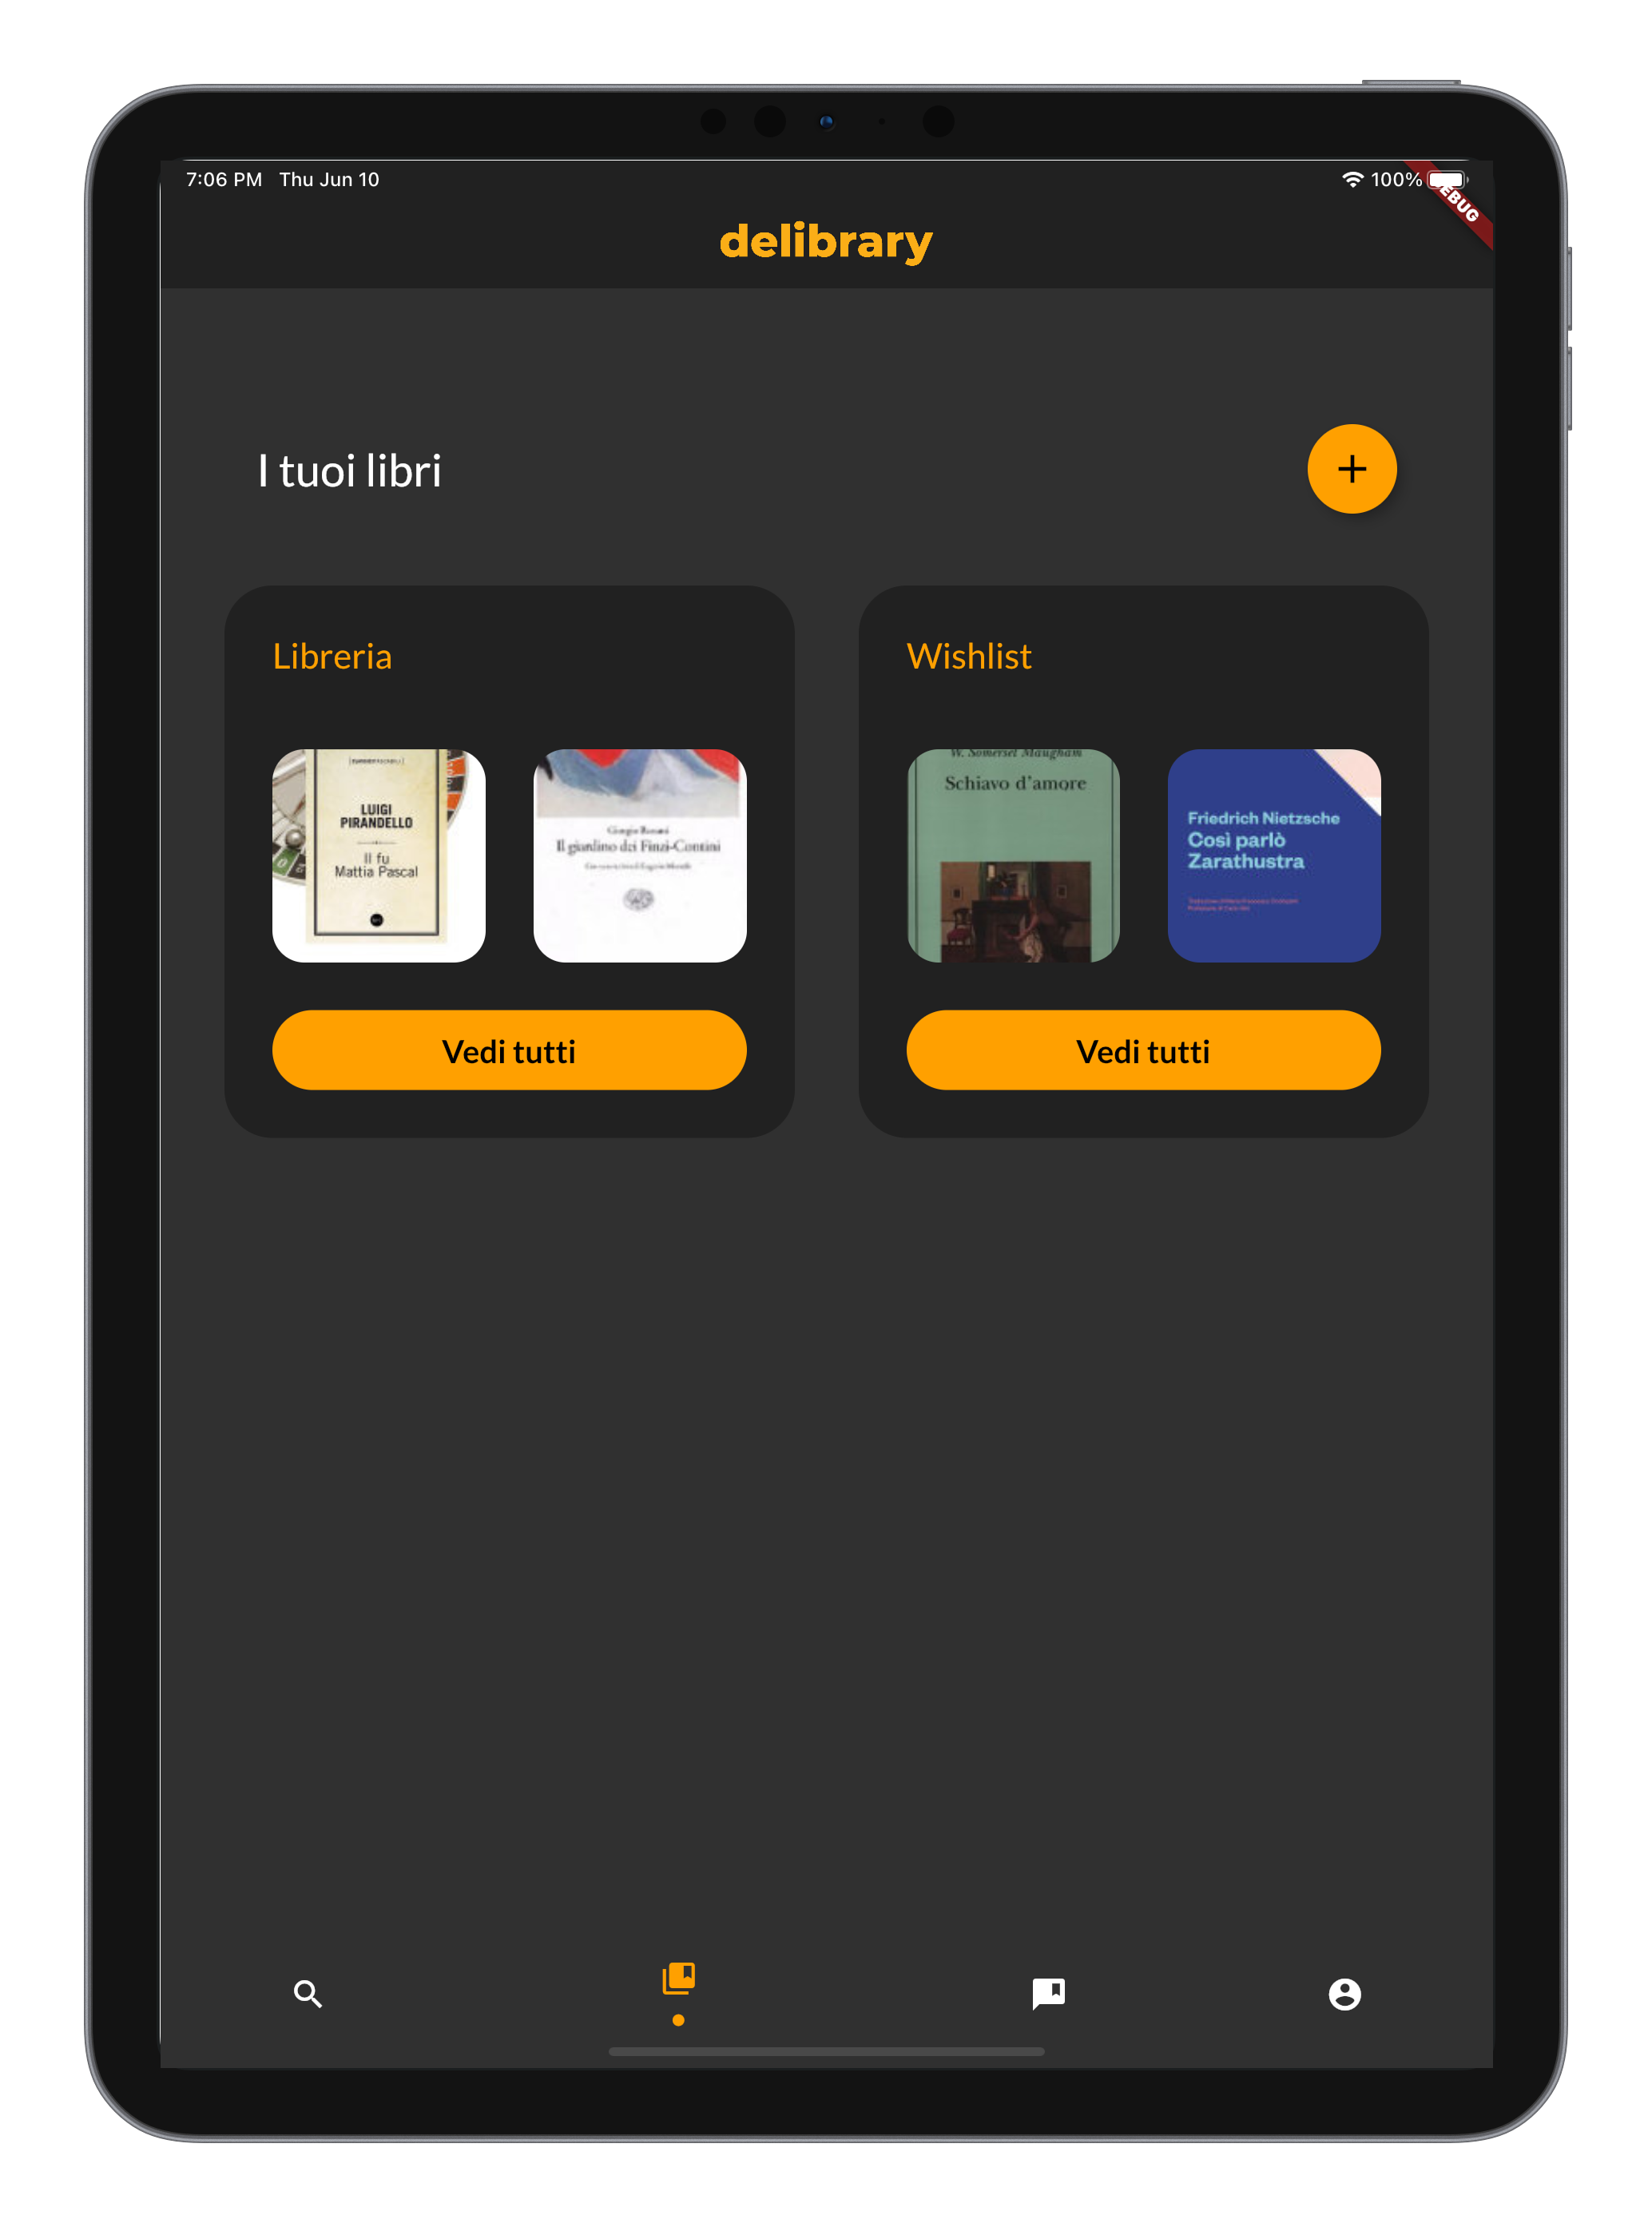 7:06 PM Thu Jun 10
100%
EBUG
delibrary
I tuoi libri
Libreria
LUIGI
PIRANDELLO
Il fu
Mattia Pascal
Giorgio Bassani
Il giardino dei Finzi-Contini
Vedi tutti
Wishlist
W. Somerset Maugham
Schiavo d'amore
Friedrich Nietzsche
Così parlò
Zarathustra
Vedi tutti